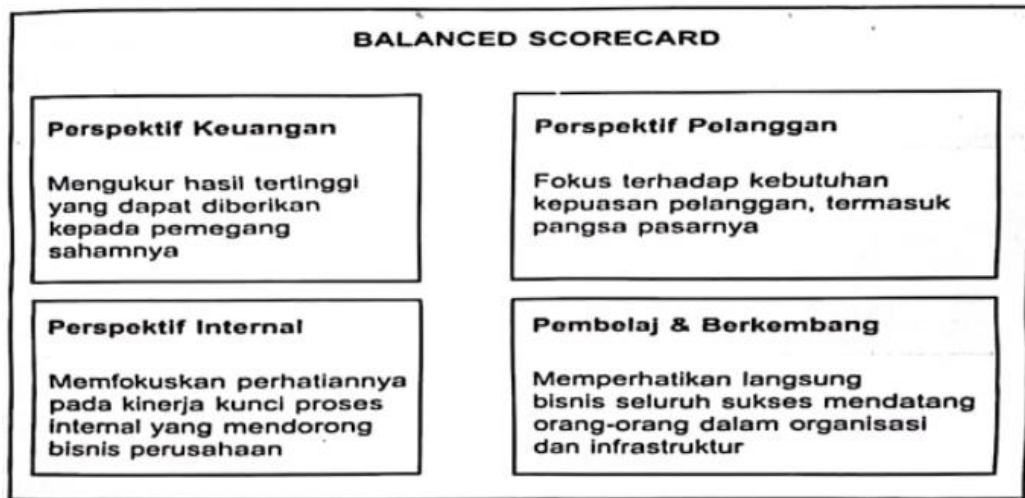 BALANCED SCORECARD
Perspektif Keuangan
Mengukur hasil tertinggi
yang dapat diberikan
kepada pemegang
sahamnya
Perspektif Pelanggan
Fokus terhadap kebutuhan
kepuasan pelanggan, termasuk
pangsa pasarnya
Perspektif Internal
Memfokuskan perhatiannya
pada kinerja kunci proses
internal yang mendorong
bisnis perusahaan
Pembelaj & Berkembang
Memperhatikan langsung
bisnis seluruh sukses mendatang
orang-orang dalam organisasi
dan infrastruktur